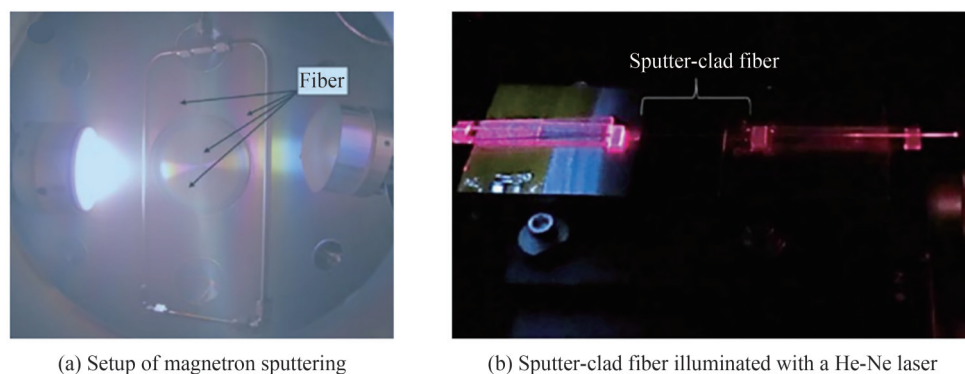 Fiber
Sputter-clad fiber
(a) Setup of magnetron sputtering
(b) Sputter-clad fiber illuminated with a He-Ne laser